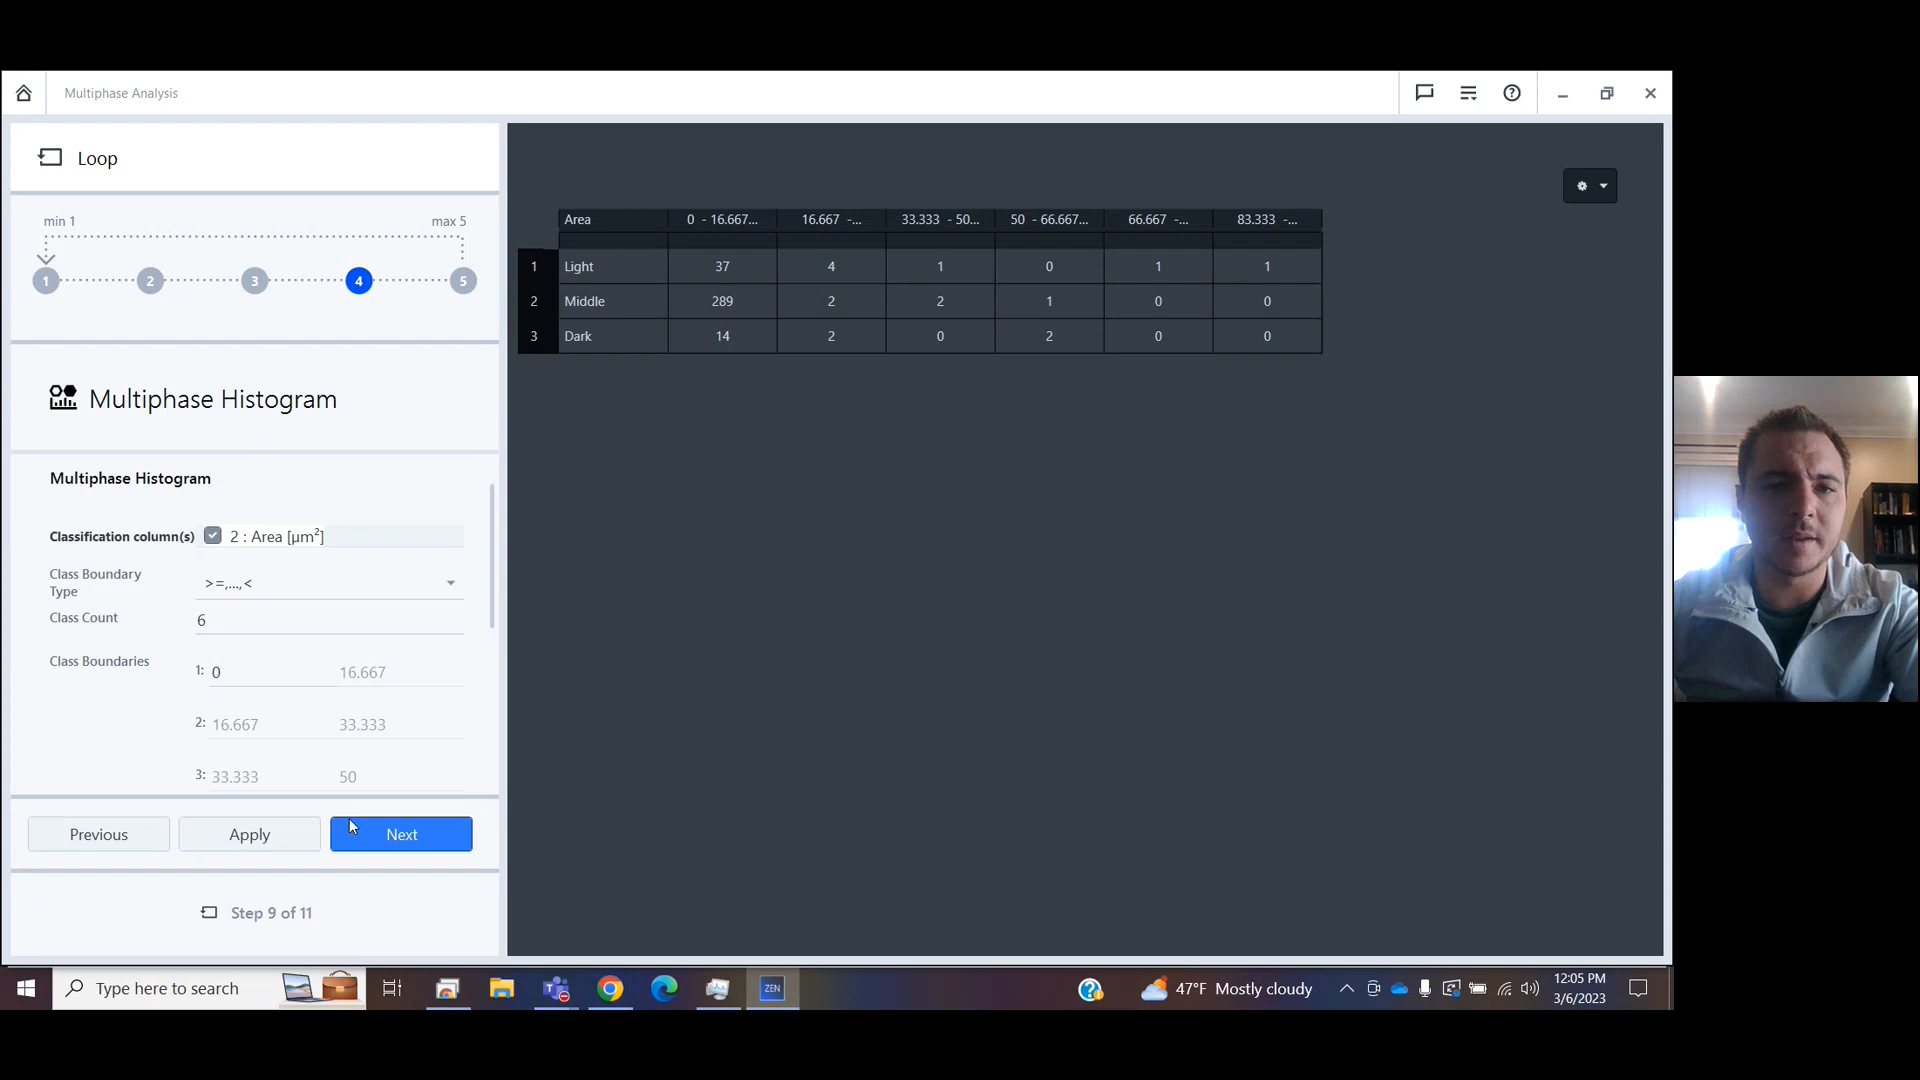 Multiphase Analysis
Loop
min 1
max 5
1 2 3 4 5
Multiphase Histogram
Multiphase Histogram
Classification column(s) 2 : Area [µm²]
Class Boundary Type >=,...,<
Class Count 6
Class Boundaries 1: 0 16.667
2: 16.667 33.333
3: 33.333 50
Previous Apply Next
Step 9 of 11
Area 0 - 16.667... 16.667 -... 33.333 - 50... 50 - 66.667... 66.667 -... 83.333 -...
1 Light 37 4 1 0 1 1
2 Middle 289 2 2 1 0 0
3 Dark 14 2 0 2 0 0
Type here to search
ZEN
47°F Mostly cloudy
12:05 PM
3/6/2023